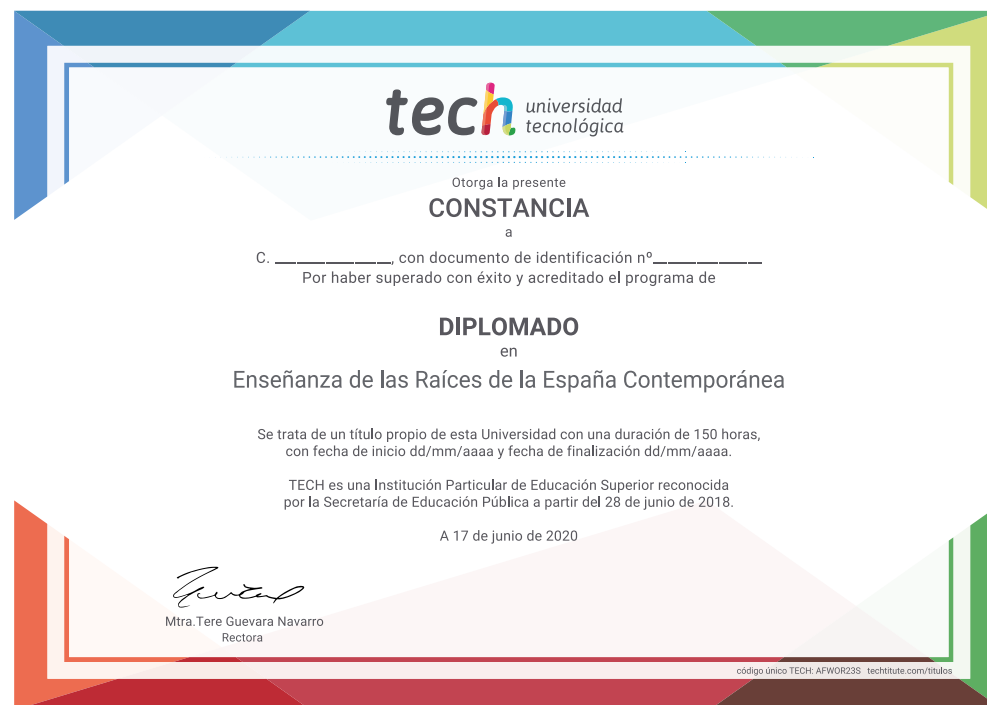 tech universidad
tecnológica
Otorga la presente
CONSTANCIA
a
C. ________________, con documento de identificación nº_______________
Por haber superado con éxito y acreditado el programa de
DIPLOMADO
en
Enseñanza de las Raíces de la España Contemporánea
Se trata de un título propio de esta Universidad con una duración de 150 horas,
con fecha de inicio dd/mm/aaaa y fecha de finalización dd/mm/aaaa.
TECH es una Institución Particular de Educación Superior reconocida
por la Secretaría de Educación Pública a partir del 28 de junio de 2018.
A 17 de junio de 2020
Mtra.Tere Guevara Navarro
Rectora
código único TECH: AFWOR23S techtitute.com/titulos